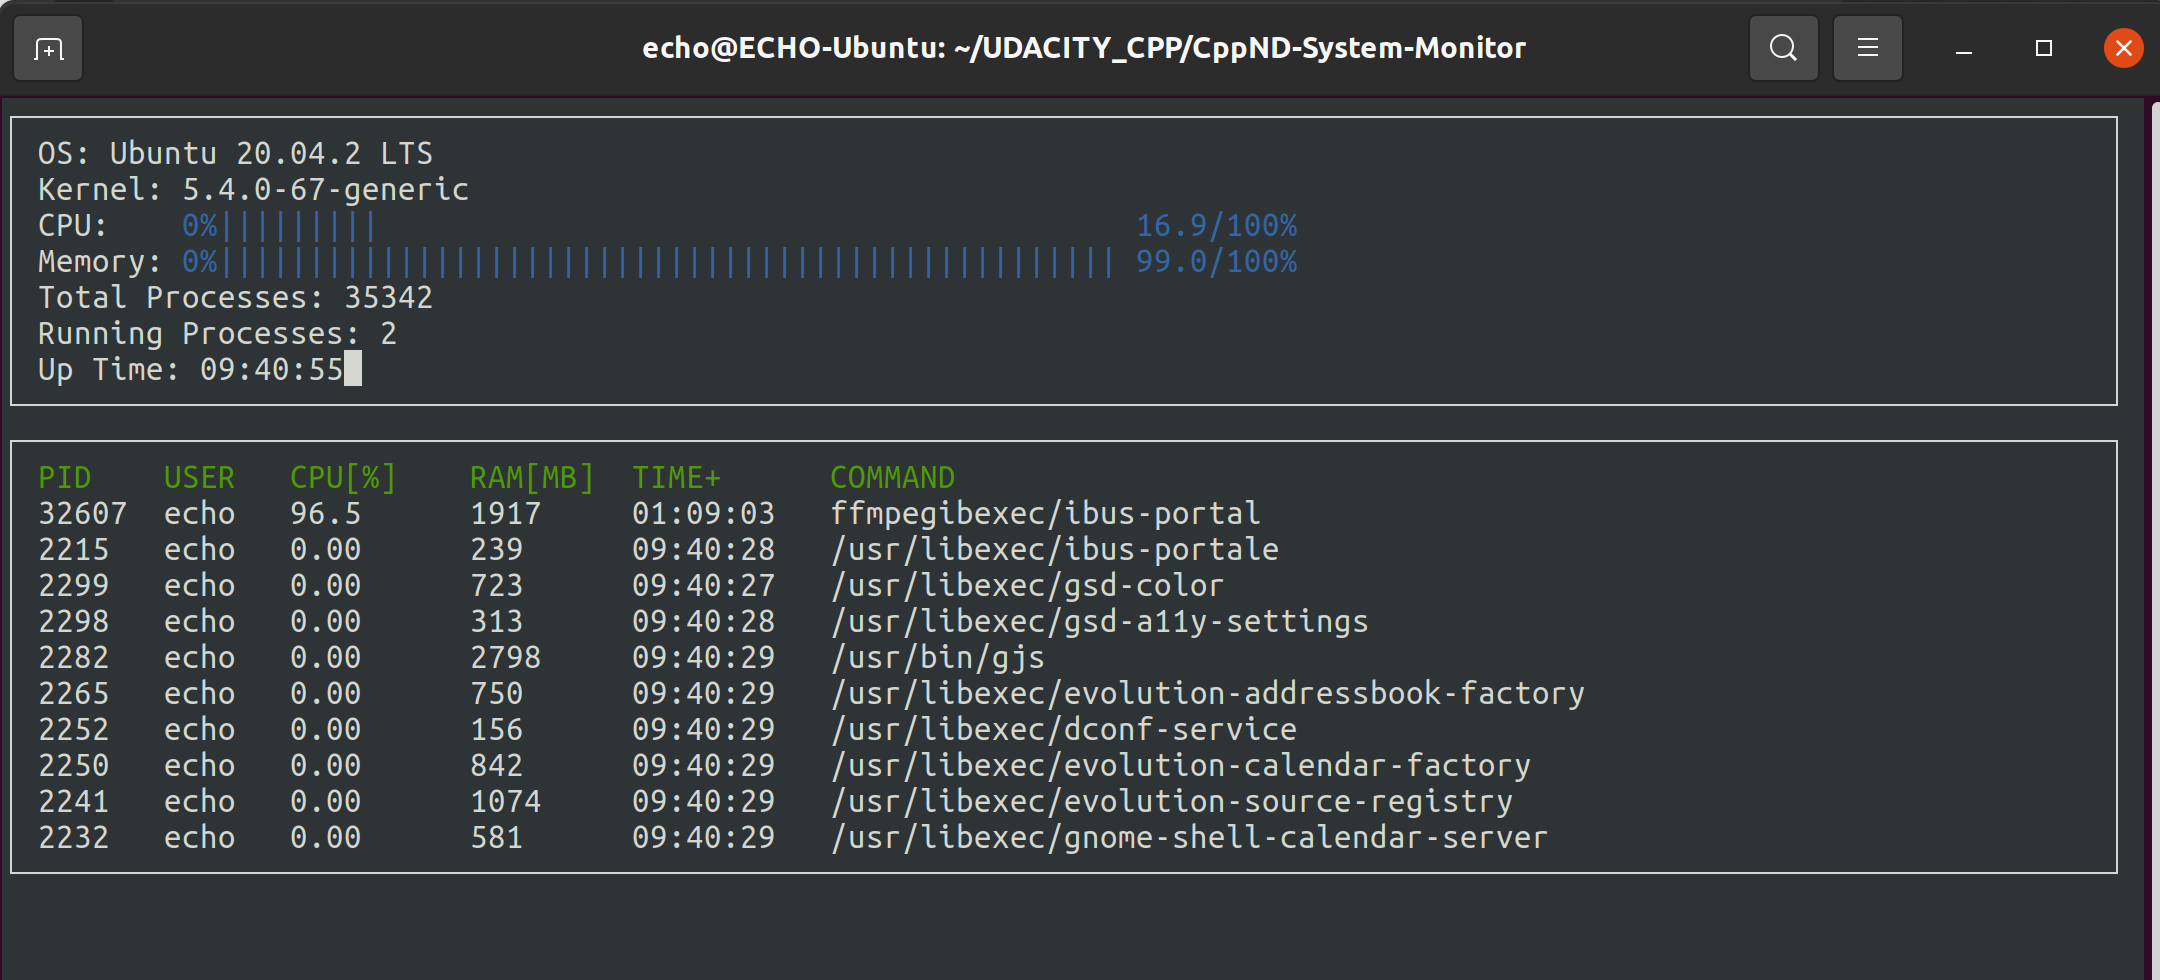 echo@ECHO-Ubuntu: ~/UDACITY_CPP/CppND-System-Monitor
OS: Ubuntu 20.04.2 LTS
Kernel: 5.4.0-67-generic
CPU: 0%||||||||| 16.9/100%
Memory: 0%|||||||||||||||||||||||||||||||||||||||||||||||||| 99.0/100%
Total Processes: 35342
Running Processes: 2
Up Time: 09:40:55
PID USER CPU[%] RAM[MB] TIME+ COMMAND
32607 echo 96.5 1917 01:09:03 ffmpegibexec/ibus-portal
2215 echo 0.00 239 09:40:28 /usr/libexec/ibus-portale
2299 echo 0.00 723 09:40:27 /usr/libexec/gsd-color
2298 echo 0.00 313 09:40:28 /usr/libexec/gsd-a11y-settings
2282 echo 0.00 2798 09:40:29 /usr/bin/gjs
2265 echo 0.00 750 09:40:29 /usr/libexec/evolution-addressbook-factory
2252 echo 0.00 156 09:40:29 /usr/libexec/dconf-service
2250 echo 0.00 842 09:40:29 /usr/libexec/evolution-calendar-factory
2241 echo 0.00 1074 09:40:29 /usr/libexec/evolution-source-registry
2232 echo 0.00 581 09:40:29 /usr/libexec/gnome-shell-calendar-server